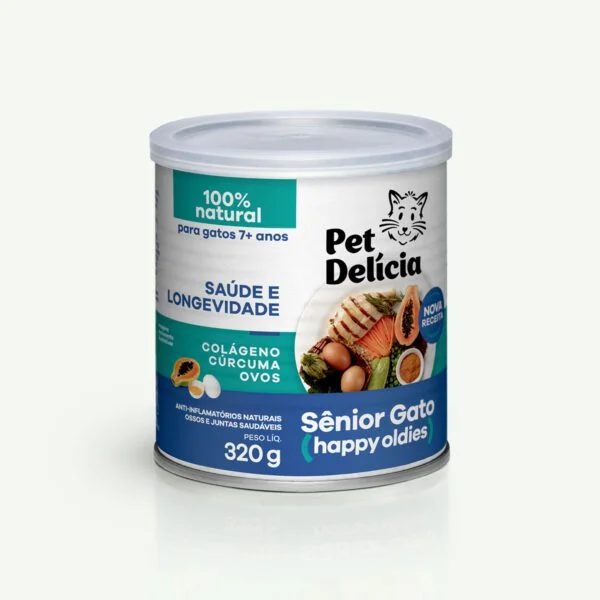 100%
natural
para gatos 7+ anos
Pet
Delícia
SAÚDE E
LONGEVIDADE
NOVA
RECEITA
COLÁGENO
CÚRCUMA
OVOS
ANTI-INFLAMATÓRIOS NATURAIS
OSSOS E JUNTAS SAUDÁVEIS
PESO LÍQ.
320 g
Sênior Gato
(happy oldies)